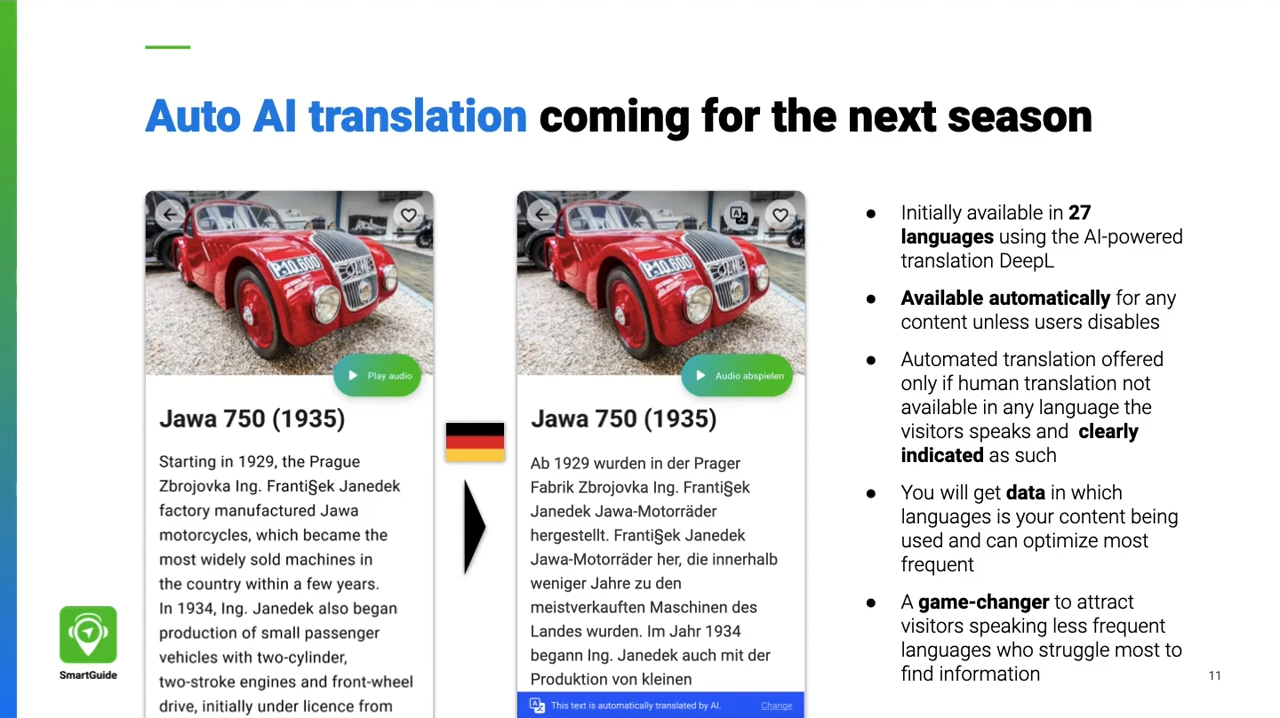 Auto AI translation coming for the next season
P-10.600
Play audio
Jawa 750 (1935)
Starting in 1929, the Prague
Zbrojovka Ing. Franti§ek Janedek
factory manufactured Jawa
motorcycles, which became the
most widely sold machines in
the country within a few years.
In 1934, Ing. Janedek also began
production of small passenger
vehicles with two-cylinder,
two-stroke engines and front-wheel
drive, initially under licence from
P-10.600
Audio abspielen
Jawa 750 (1935)
Ab 1929 wurden in der Prager
Fabrik Zbrojovka Ing. Franti§ek
Janedek Jawa-Motorräder
hergestellt. Franti§ek Janedek
Jawa-Motorräder her, die innerhalb
weniger Jahre zu den
meistverkauften Maschinen des
Landes wurden. Im Jahr 1934
begann Ing. Janedek auch mit der
Produktion von kleinen
This text is automatically translated by AI.
Change
● Initially available in 27
languages using the AI-powered
translation DeepL
● Available automatically for any
content unless users disables
● Automated translation offered
only if human translation not
available in any language the
visitors speaks and clearly
indicated as such
● You will get data in which
languages is your content being
used and can optimize most
frequent
● A game-changer to attract
visitors speaking less frequent
languages who struggle most to
find information
SmartGuide
11